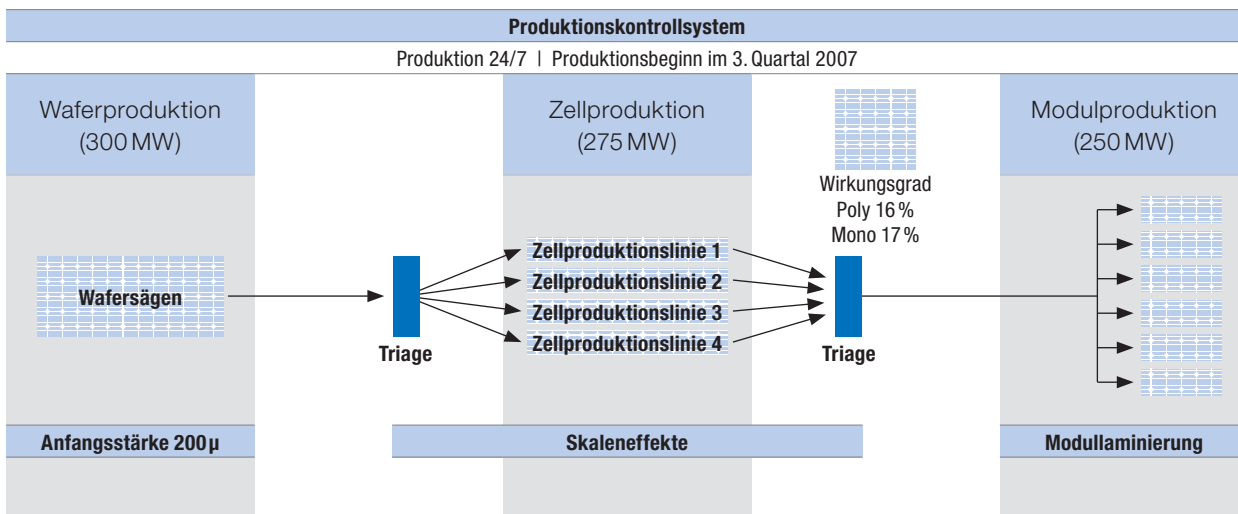 Produktionskontrollsystem
Produktion 24/7 | Produktionsbeginn im 3. Quartal 2007
Waferproduktion
(300 MW)
Zellproduktion
(275 MW)
Modulproduktion
(250 MW)
Wirkungsgrad
Poly 16 %
Mono 17 %
Wafersägen
Triage
Zellproduktionslinie 1
Zellproduktionslinie 2
Zellproduktionslinie 3
Zellproduktionslinie 4
Triage
Anfangsstärke 200 µ
Skaleneffekte
Modullaminierung